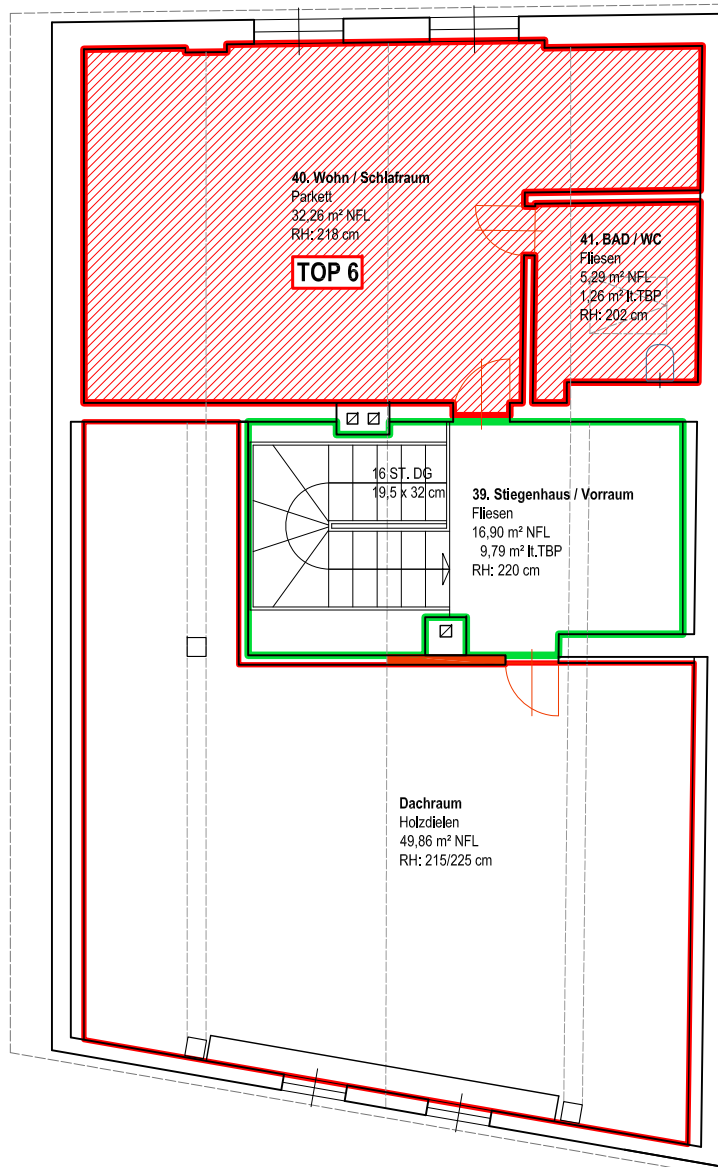 40. Wohn / Schlafraum
Parkett
32,26 m² NFL
RH: 218 cm
TOP 6
41. BAD / WC
Fliesen
5,29 m² NFL
1,26 m² lt.TBP
RH: 202 cm
16 ST. DG
19,5 x 32 cm
39. Stiegenhaus / Vorraum
Fliesen
16,90 m² NFL
9,79 m² lt.TBP
RH: 220 cm
Dachraum
Holzdielen
49,86 m² NFL
RH: 215/225 cm